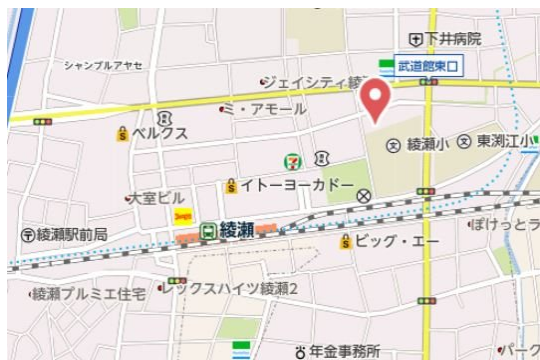 下井病院
シャンブルアヤセ
武道館東口
ジェイシティ綾瀬
ミ・アモール
ベルクス
綾瀬小
東渕江小
イトーヨーカドー
大室ビル
綾瀬
綾瀬駅前局
ビッグ・エー
ぽけっとラ
綾瀬プルミエ住宅
レックスハイツ綾瀬2
年金事務所
パーク